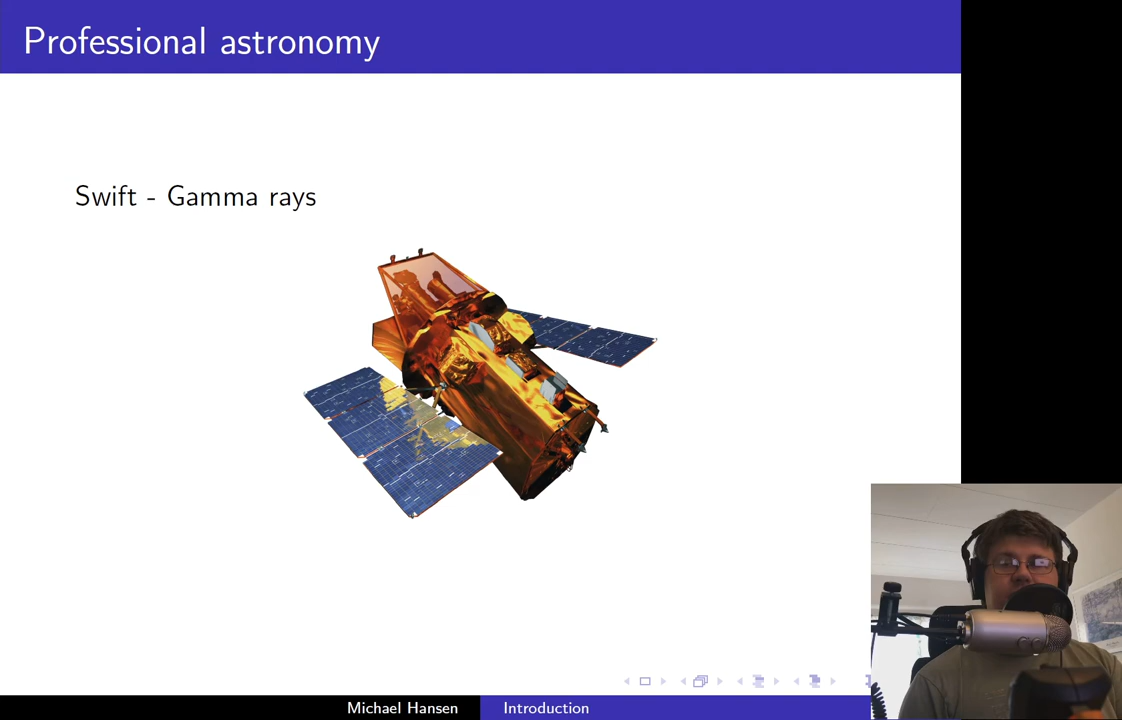 Professional astronomy
Swift - Gamma rays
Michael Hansen
Introduction